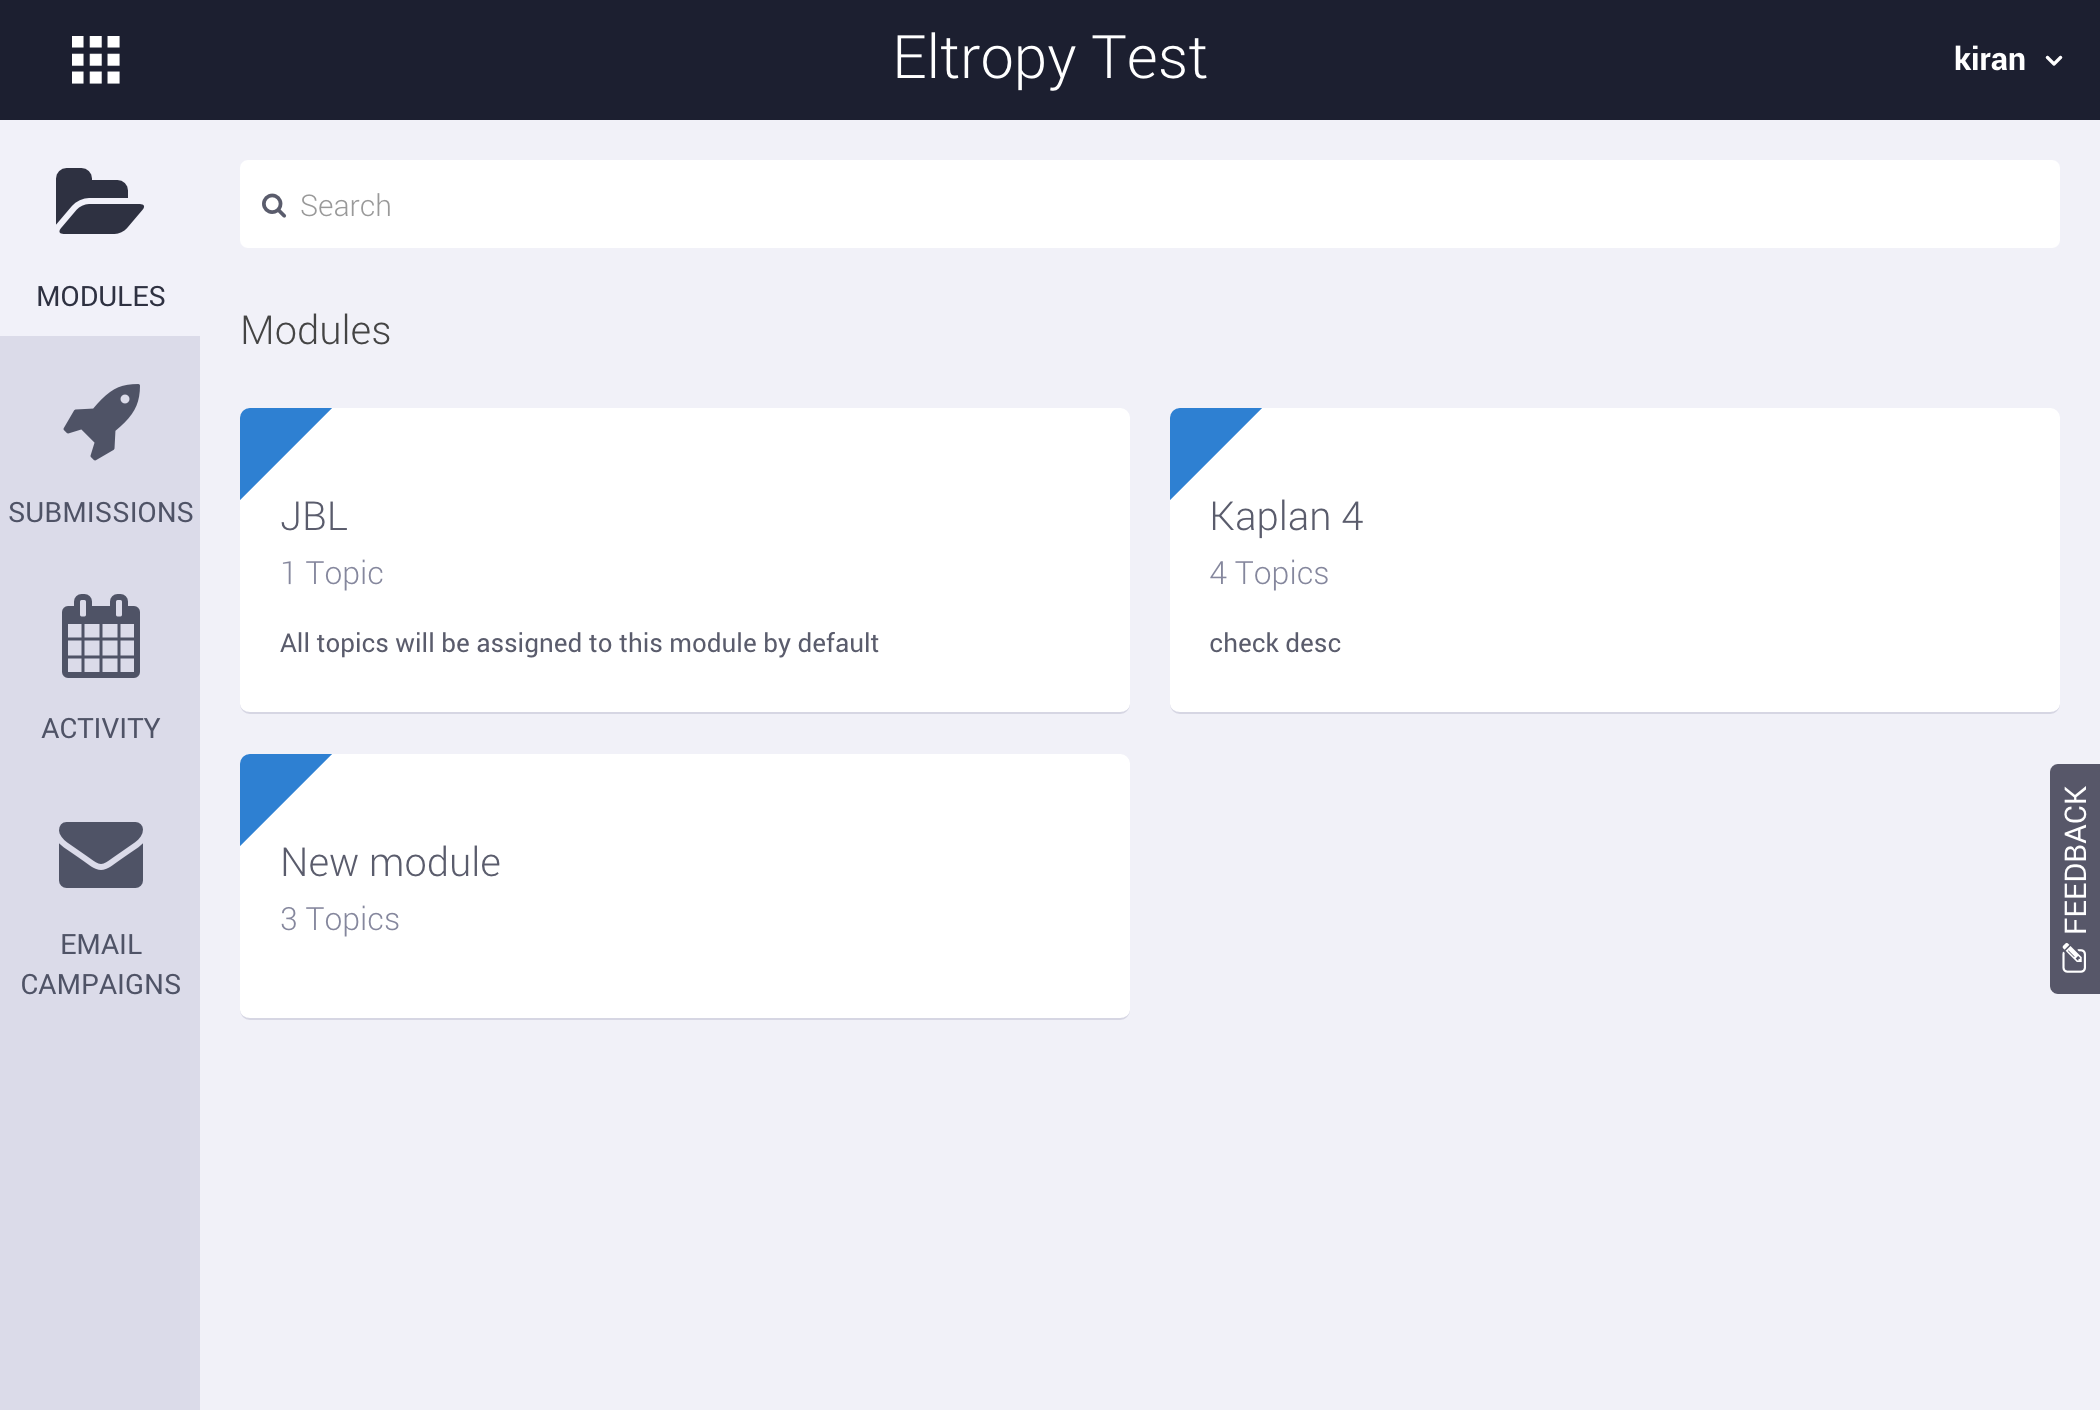 Eltropy Test
kiran
MODULES
SUBMISSIONS
ACTIVITY
EMAIL
CAMPAIGNS
Search
Modules
JBL
1 Topic
All topics will be assigned to this module by default
Kaplan 4
4 Topics
check desc
New module
3 Topics
FEEDBACK